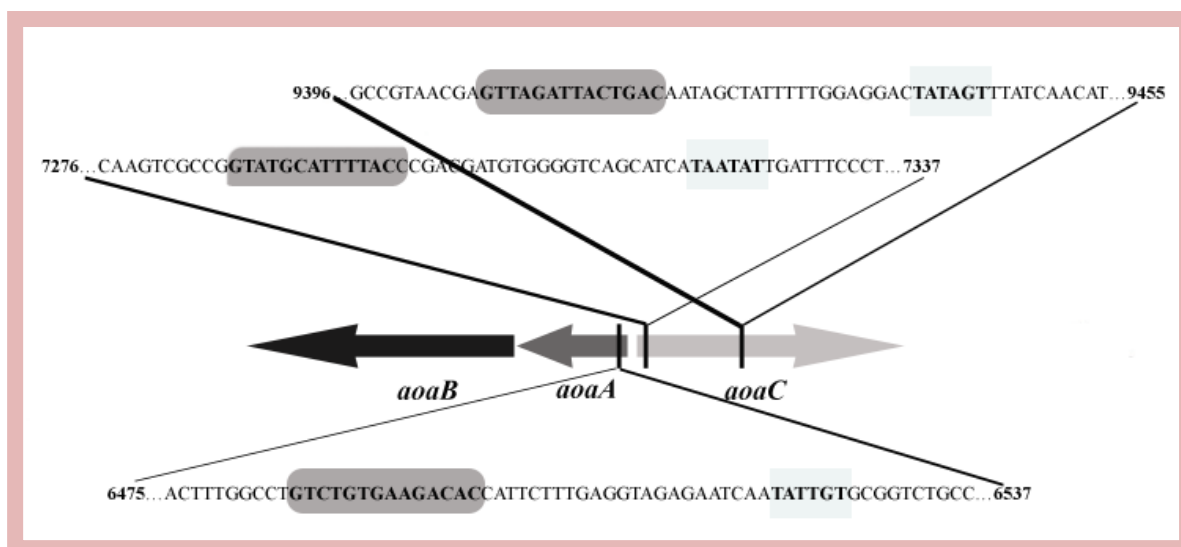 9396...GCCGTAACGAGTTAGATTACTGACAATAGCTATTTTTGGAGGACTATAGTTTATCAACAT...9455
7276...CAAGTCGCCGGTATGCATTTTACCCGACGATGTGGGGTCAGCATCATAATATTGATTTCCCT...7337
aoaB aoaA aoaC
6475...ACTTTGGCCTGTCTGTGAAGACACCATTCTTTGAGGTAGAGAATCAATATTGTGCGGTCTGCC...6537